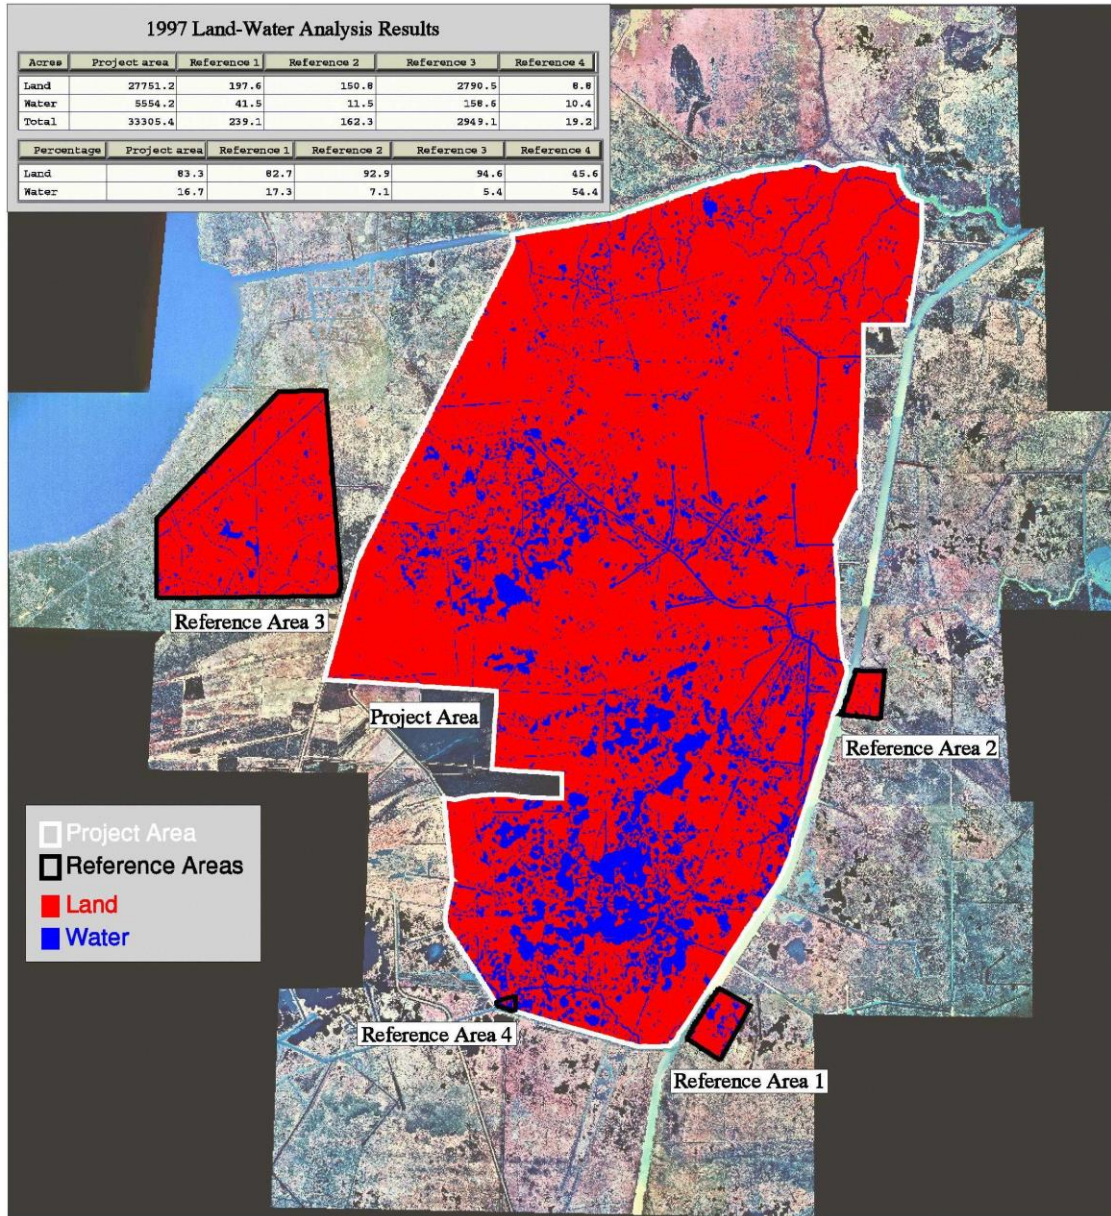 1997 Land-Water Analysis Results
Acres Project area Reference 1 Reference 2 Reference 3 Reference 4
Land 27751.2 197.6 150.8 2790.5 8.8
Water 5554.2 41.5 11.5 158.6 10.4
Total 33305.4 239.1 162.3 2949.1 19.2
Percentage Project area Reference 1 Reference 2 Reference 3 Reference 4
Land 83.3 82.7 92.9 94.6 45.6
Water 16.7 17.3 7.1 5.4 54.4
Reference Area 3
Project Area
Reference Area 2
Project Area
Reference Areas
Land
Water
Reference Area 4
Reference Area 1